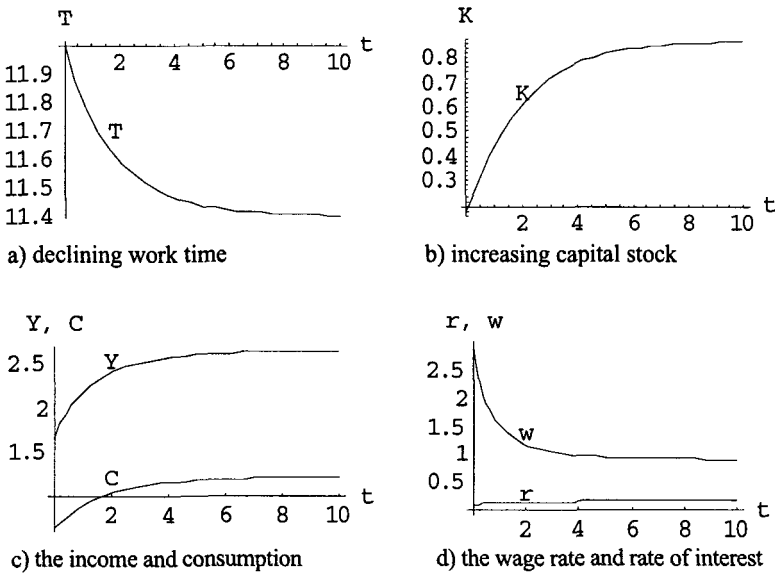 T
t
2 4 6 8 10
11.9
11.8
11.7
11.6
11.5
11.4
T
a) declining work time
K
0.8
0.7
0.6
0.5
0.4
0.3
K
t
2 4 6 8 10
b) increasing capital stock
Y, C
2.5
2
1.5
Y
C
t
2 4 6 8 10
c) the income and consumption
r, w
2.5
2
1.5
1
0.5
w
r
t
2 4 6 8 10
d) the wage rate and rate of interest